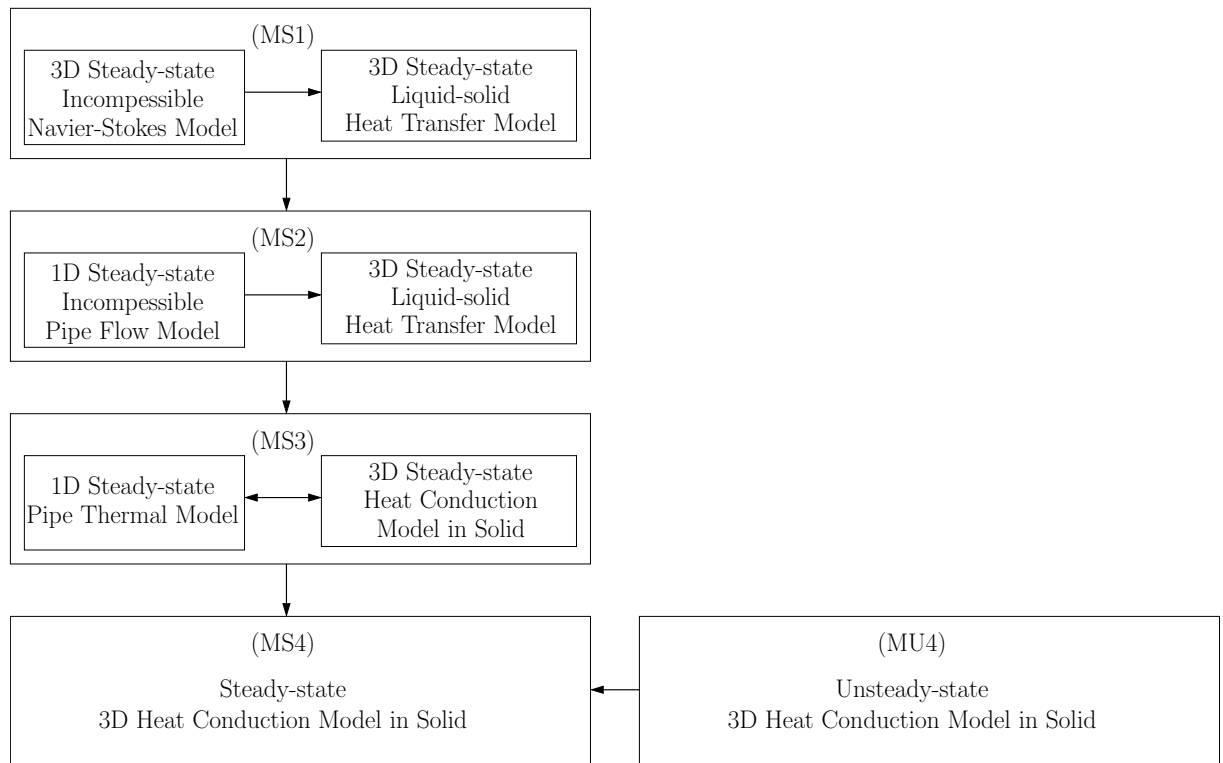 (MS1)
3D Steady-state
Incompessible
Navier-Stokes Model
3D Steady-state
Liquid-solid
Heat Transfer Model
(MS2)
1D Steady-state
Incompessible
Pipe Flow Model
3D Steady-state
Liquid-solid
Heat Transfer Model
(MS3)
1D Steady-state
Pipe Thermal Model
3D Steady-state
Heat Conduction
Model in Solid
(MS4)
Steady-state
3D Heat Conduction Model in Solid
(MU4)
Unsteady-state
3D Heat Conduction Model in Solid